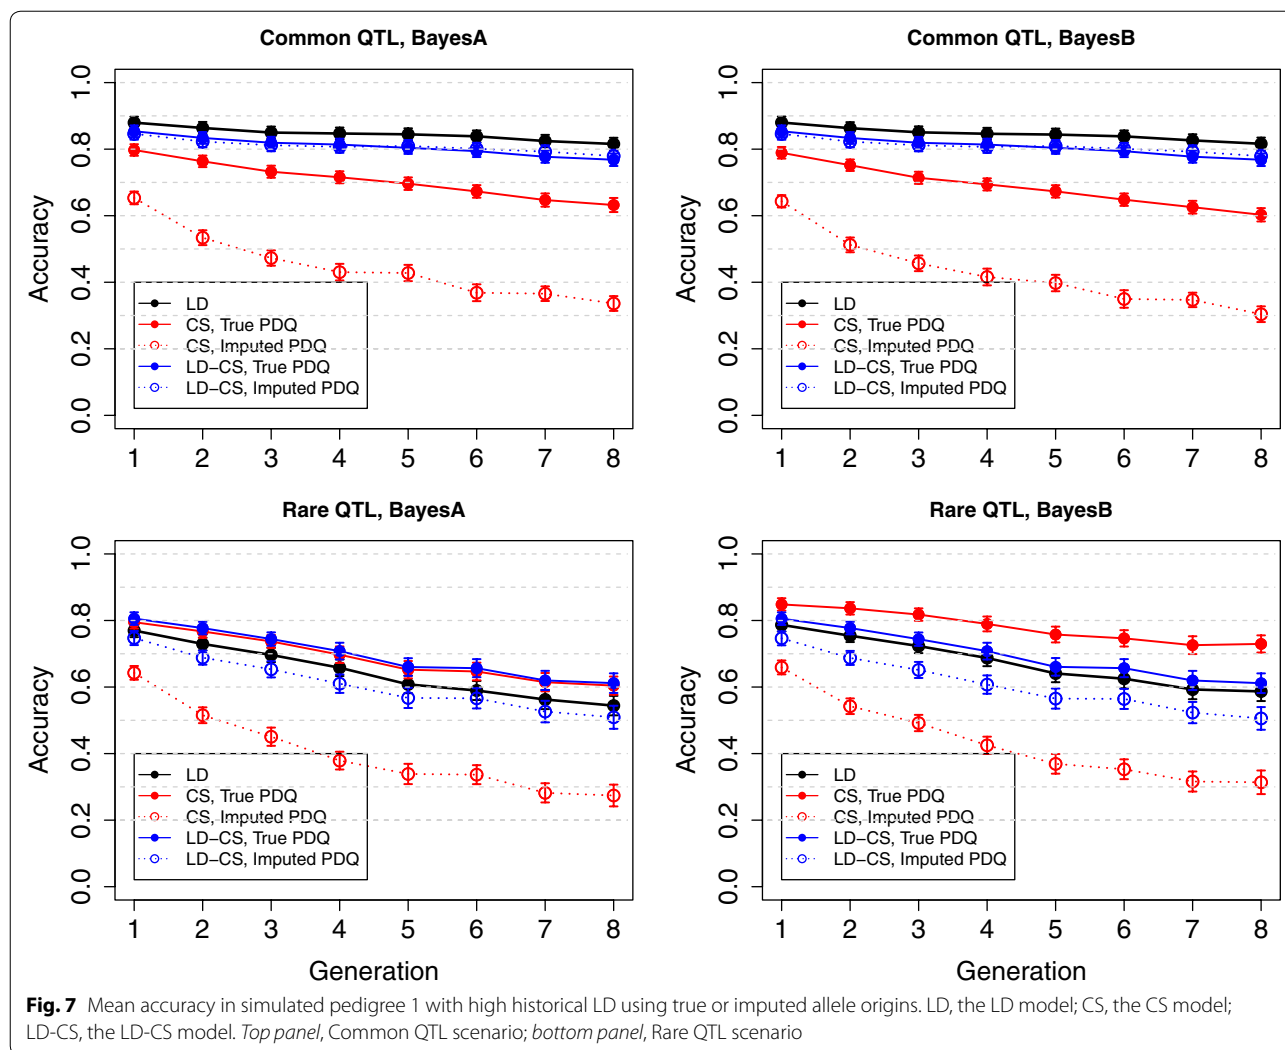 Common QTL, BayesA
Accuracy
0.0 0.2 0.4 0.6 0.8 1.0
LD
CS, True PDQ
CS, Imputed PDQ
LD−CS, True PDQ
LD−CS, Imputed PDQ
1 2 3 4 5 6 7 8
Common QTL, BayesB
Accuracy
0.0 0.2 0.4 0.6 0.8 1.0
LD
CS, True PDQ
CS, Imputed PDQ
LD−CS, True PDQ
LD−CS, Imputed PDQ
1 2 3 4 5 6 7 8
Rare QTL, BayesA
Accuracy
0.0 0.2 0.4 0.6 0.8 1.0
LD
CS, True PDQ
CS, Imputed PDQ
LD−CS, True PDQ
LD−CS, Imputed PDQ
1 2 3 4 5 6 7 8
Generation
Rare QTL, BayesB
Accuracy
0.0 0.2 0.4 0.6 0.8 1.0
LD
CS, True PDQ
CS, Imputed PDQ
LD−CS, True PDQ
LD−CS, Imputed PDQ
1 2 3 4 5 6 7 8
Generation
Fig. 7 Mean accuracy in simulated pedigree 1 with high historical LD using true or imputed allele origins. LD, the LD model; CS, the CS model;
LD-CS, the LD-CS model. Top panel, Common QTL scenario; bottom panel, Rare QTL scenario